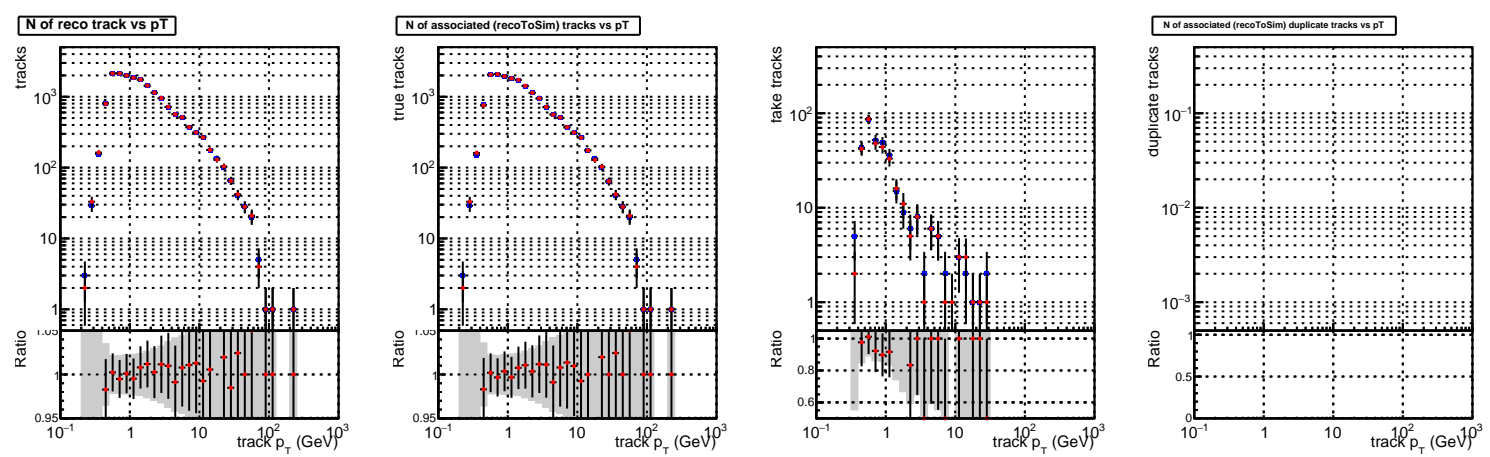 N of reco track vs pT
N of associated (recoToSim) tracks vs pT
N of associated (recoToSim) duplicate tracks vs pT
tracks
10³
10²
10
1
Ratio
1.05
1
0.95
10⁻¹ 1 10 10² 10³
track p_T (GeV)
true tracks
10³
10²
10
1
Ratio
1.05
1
0.95
10⁻¹ 1 10 10² 10³
track p_T (GeV)
fake tracks
10²
10
1
Ratio
1
0.8
0.6
10⁻¹ 1 10 10² 10³
track p_T (GeV)
duplicate tracks
10⁻¹
10⁻²
10⁻³
Ratio
1
0.5
0
10⁻¹ 1 10 10² 10³
track p_T (GeV)